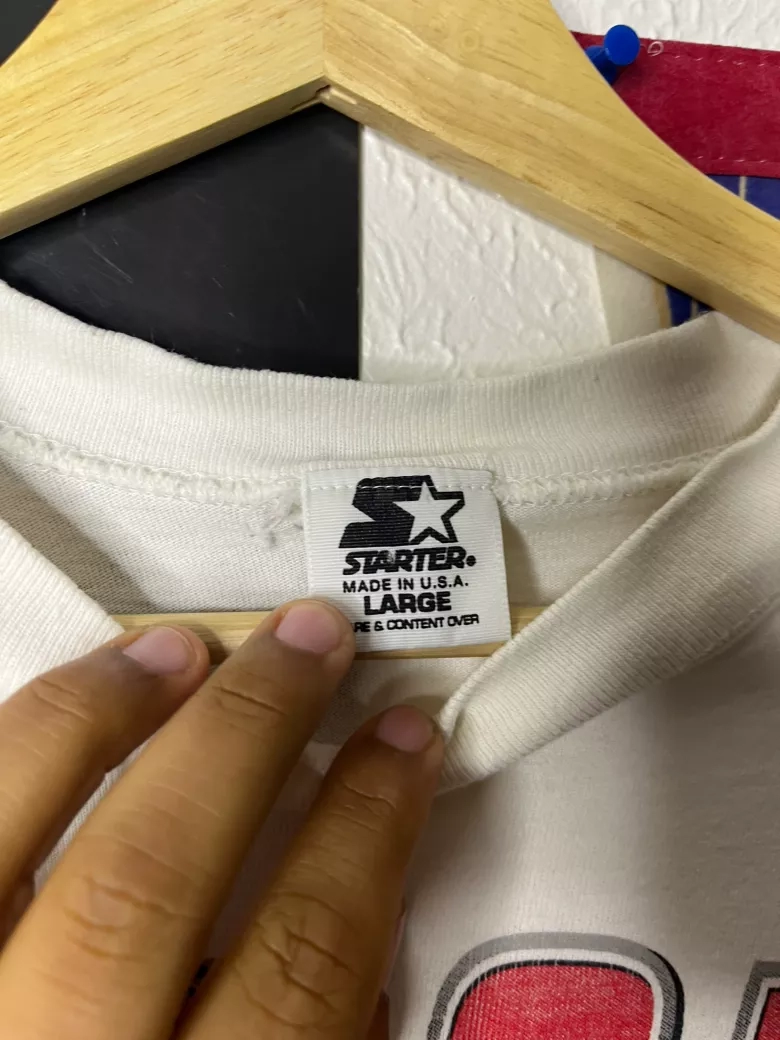 STARTER
MADE IN U.S.A.
LARGE
& CONTENT OVER